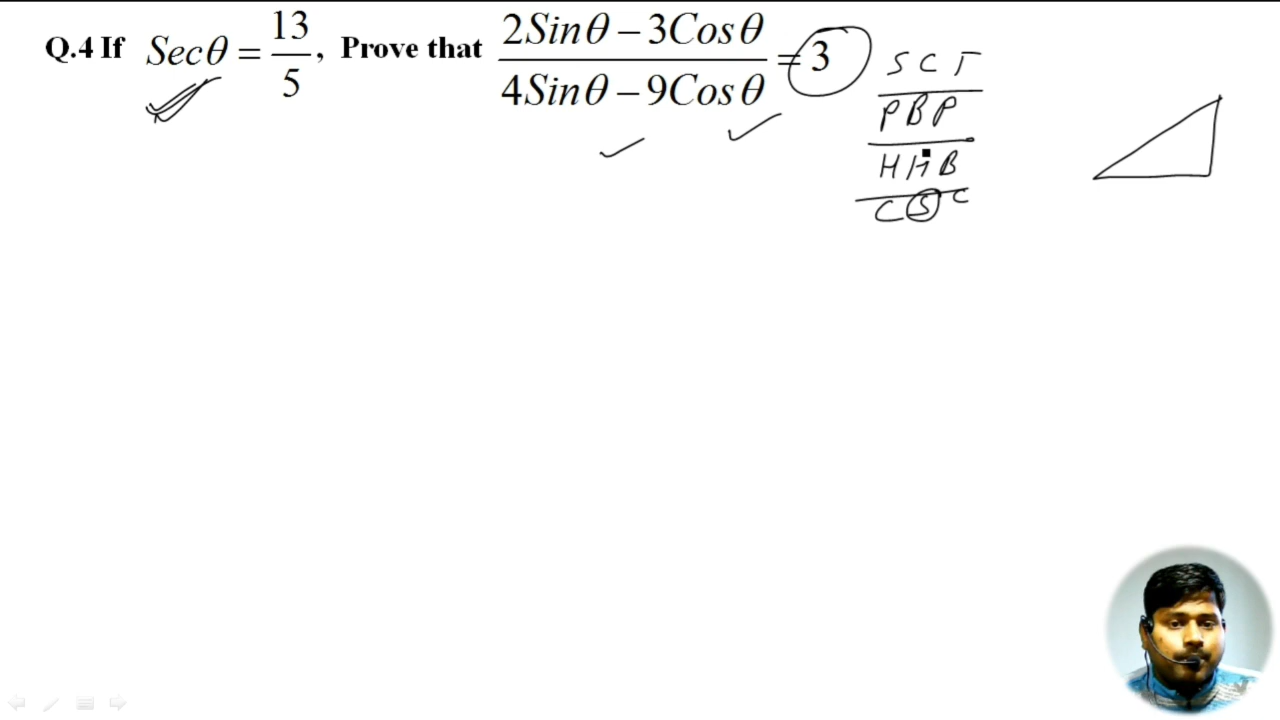 Q.4 If Secθ = 13/5, Prove that (2Sinθ − 3Cosθ)/(4Sinθ − 9Cosθ) = 3
S C T
P B P
H H B
C S C